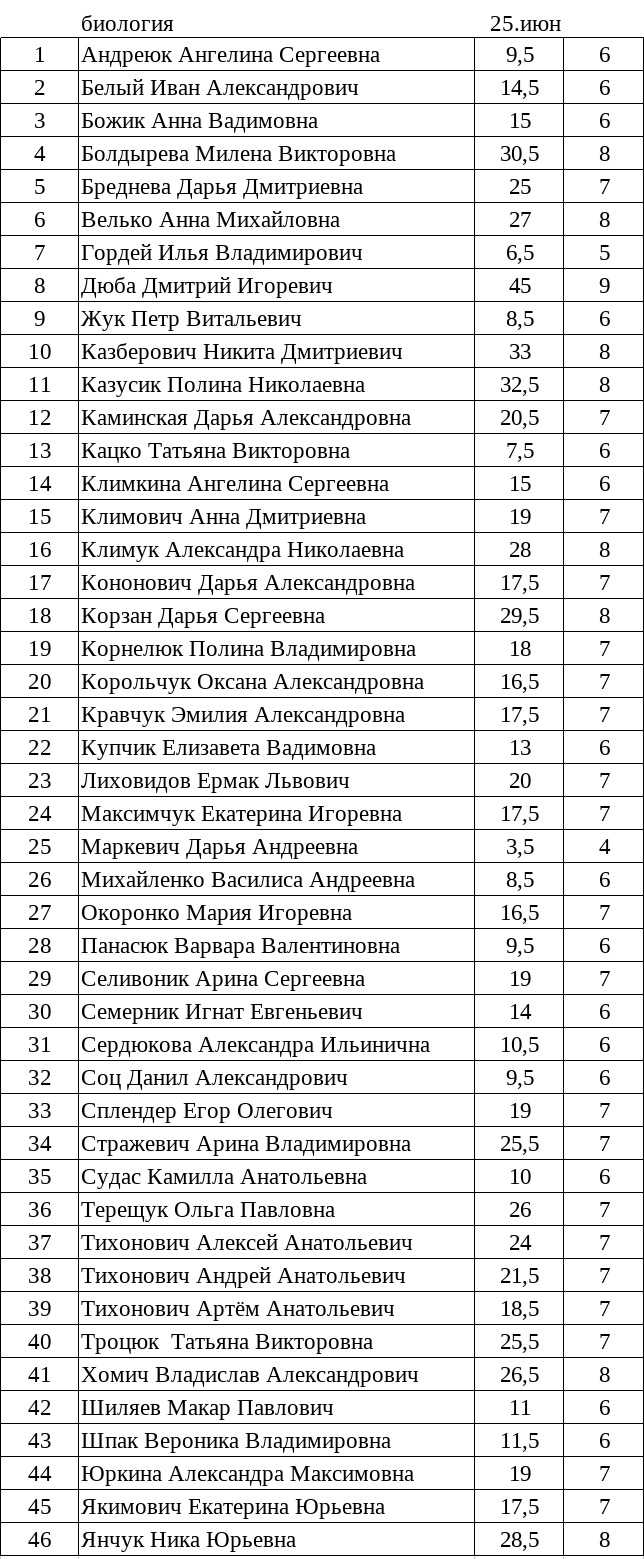 биология 25.июн
1 Андреюк Ангелина Сергеевна 9,5 6
2 Белый Иван Александрович 14,5 6
3 Божик Анна Вадимовна 15 6
4 Болдырева Милена Викторовна 30,5 8
5 Бреднева Дарья Дмитриевна 25 7
6 Велько Анна Михайловна 27 8
7 Гордей Илья Владимирович 6,5 5
8 Дюба Дмитрий Игоревич 45 9
9 Жук Петр Витальевич 8,5 6
10 Казберович Никита Дмитриевич 33 8
11 Казусик Полина Николаевна 32,5 8
12 Каминская Дарья Александровна 20,5 7
13 Кацко Татьяна Викторовна 7,5 6
14 Климкина Ангелина Сергеевна 15 6
15 Климович Анна Дмитриевна 19 7
16 Климук Александра Николаевна 28 8
17 Кононович Дарья Александровна 17,5 7
18 Корзан Дарья Сергеевна 29,5 8
19 Корнелюк Полина Владимировна 18 7
20 Корольчук Оксана Александровна 16,5 7
21 Кравчук Эмилия Александровна 17,5 7
22 Купчик Елизавета Вадимовна 13 6
23 Лиховидов Ермак Львович 20 7
24 Максимчук Екатерина Игоревна 17,5 7
25 Маркевич Дарья Андреевна 3,5 4
26 Михайленко Василиса Андреевна 8,5 6
27 Окоронко Мария Игоревна 16,5 7
28 Панасюк Варвара Валентиновна 9,5 6
29 Селивоник Арина Сергеевна 19 7
30 Семерник Игнат Евгеньевич 14 6
31 Сердюкова Александра Ильинична 10,5 6
32 Соц Данил Александрович 9,5 6
33 Сплендер Егор Олегович 19 7
34 Стражевич Арина Владимировна 25,5 7
35 Судас Камилла Анатольевна 10 6
36 Терещук Ольга Павловна 26 7
37 Тихонович Алексей Анатольевич 24 7
38 Тихонович Андрей Анатольевич 21,5 7
39 Тихонович Артём Анатольевич 18,5 7
40 Троцюк Татьяна Викторовна 25,5 7
41 Хомич Владислав Александрович 26,5 8
42 Шиляев Макар Павлович 11 6
43 Шпак Вероника Владимировна 11,5 6
44 Юркина Александра Максимовна 19 7
45 Якимович Екатерина Юрьевна 17,5 7
46 Янчук Ника Юрьевна 28,5 8